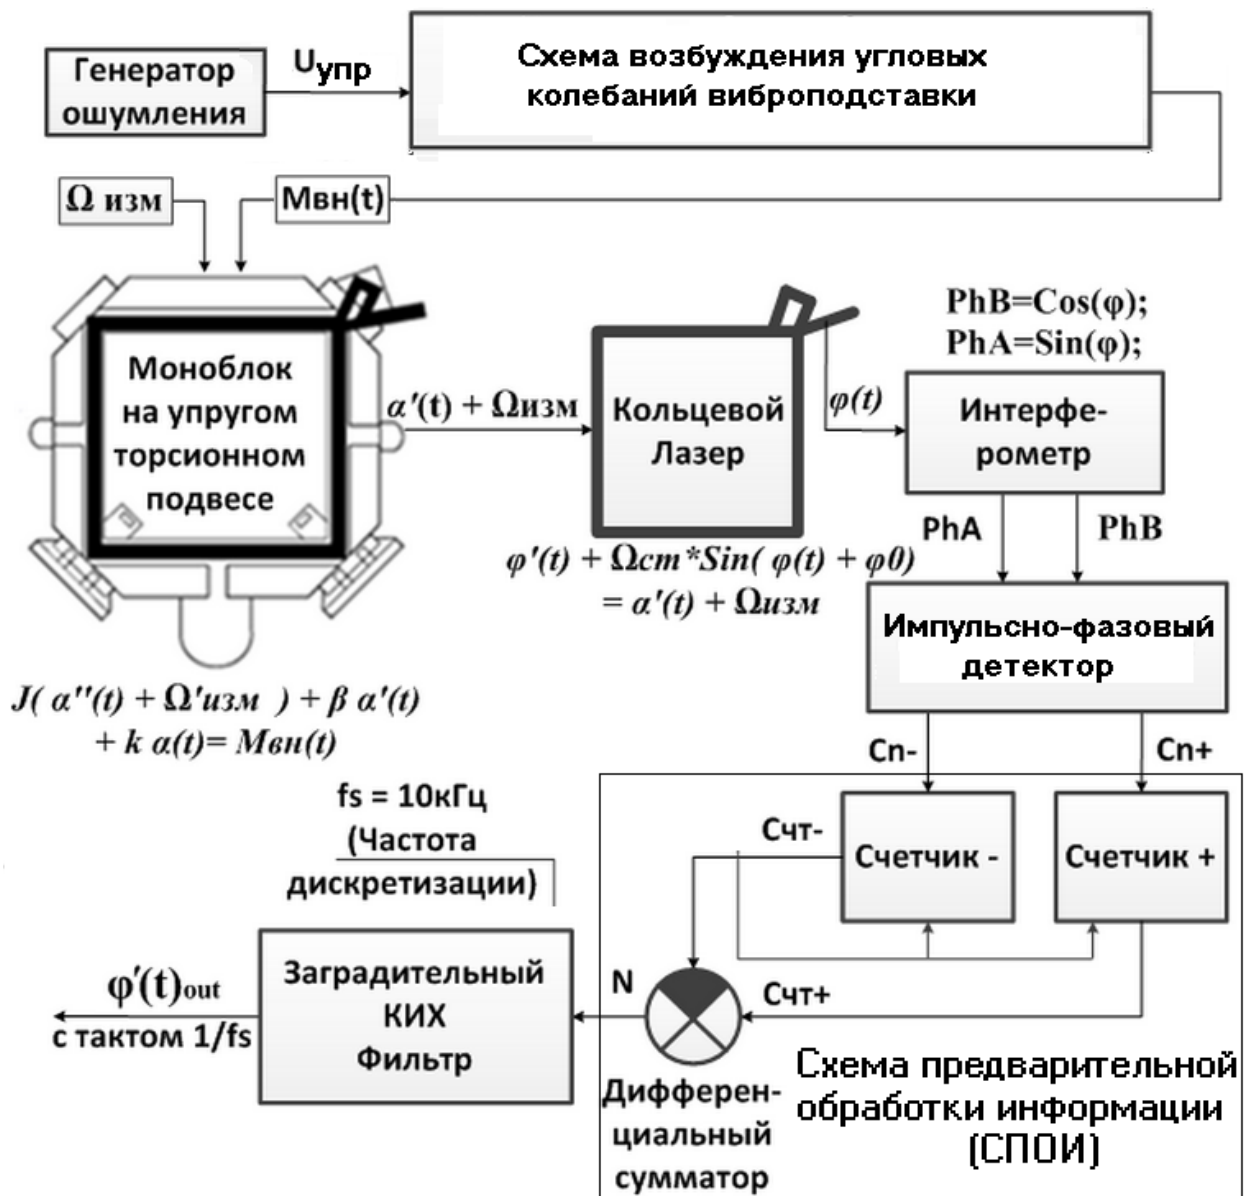 Генератор
ошумления
Uупр
Схема возбуждения угловых
колебаний виброподставки
Ω изм
Mвн(t)
Моноблок
на упругом
торсионном
подвесе
α'(t) + Ωизм
Кольцевой
Лазер
φ(t)
PhB=Cos(φ);
PhA=Sin(φ);
Интерфе-
рометр
PhA
PhB
φ'(t) + Ωcm*Sin( φ(t) + φ0)
= α'(t) + Ωизм
Импульсно-фазовый
детектор
J( α''(t) + Ω'изм ) + β α'(t)
+ k α(t)= Mвн(t)
Cn-
Cn+
fs = 10кГц
(Частота
дискретизации)
Счт-
Счетчик -
Счетчик +
φ'(t)out
с тактом 1/fs
Заградительный
КИХ
Фильтр
N
Счт+
Дифферен-
циальный
сумматор
Схема предварительной
обработки информации
(СПОИ)